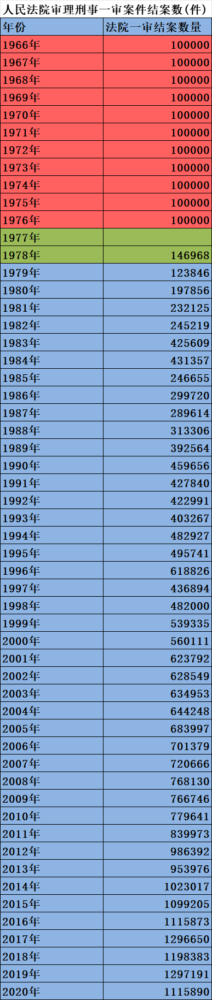 人民法院审理刑事一审案件结案数(件)
年份 法院一审结案数量
1966年 100000
1967年 100000
1968年 100000
1969年 100000
1970年 100000
1971年 100000
1972年 100000
1973年 100000
1974年 100000
1975年 100000
1976年 100000
1977年
1978年 146968
1979年 123846
1980年 197856
1981年 232125
1982年 245219
1983年 425609
1984年 431357
1985年 246655
1986年 299720
1987年 289614
1988年 313306
1989年 392564
1990年 459656
1991年 427840
1992年 422991
1993年 403267
1994年 482927
1995年 495741
1996年 618826
1997年 436894
1998年 482000
1999年 539335
2000年 560111
2001年 623792
2002年 628549
2003年 634953
2004年 644248
2005年 683997
2006年 701379
2007年 720666
2008年 768130
2009年 766746
2010年 779641
2011年 839973
2012年 986392
2013年 953976
2014年 1023017
2015年 1099205
2016年 1115873
2017年 1296650
2018年 1198383
2019年 1297191
2020年 1115890